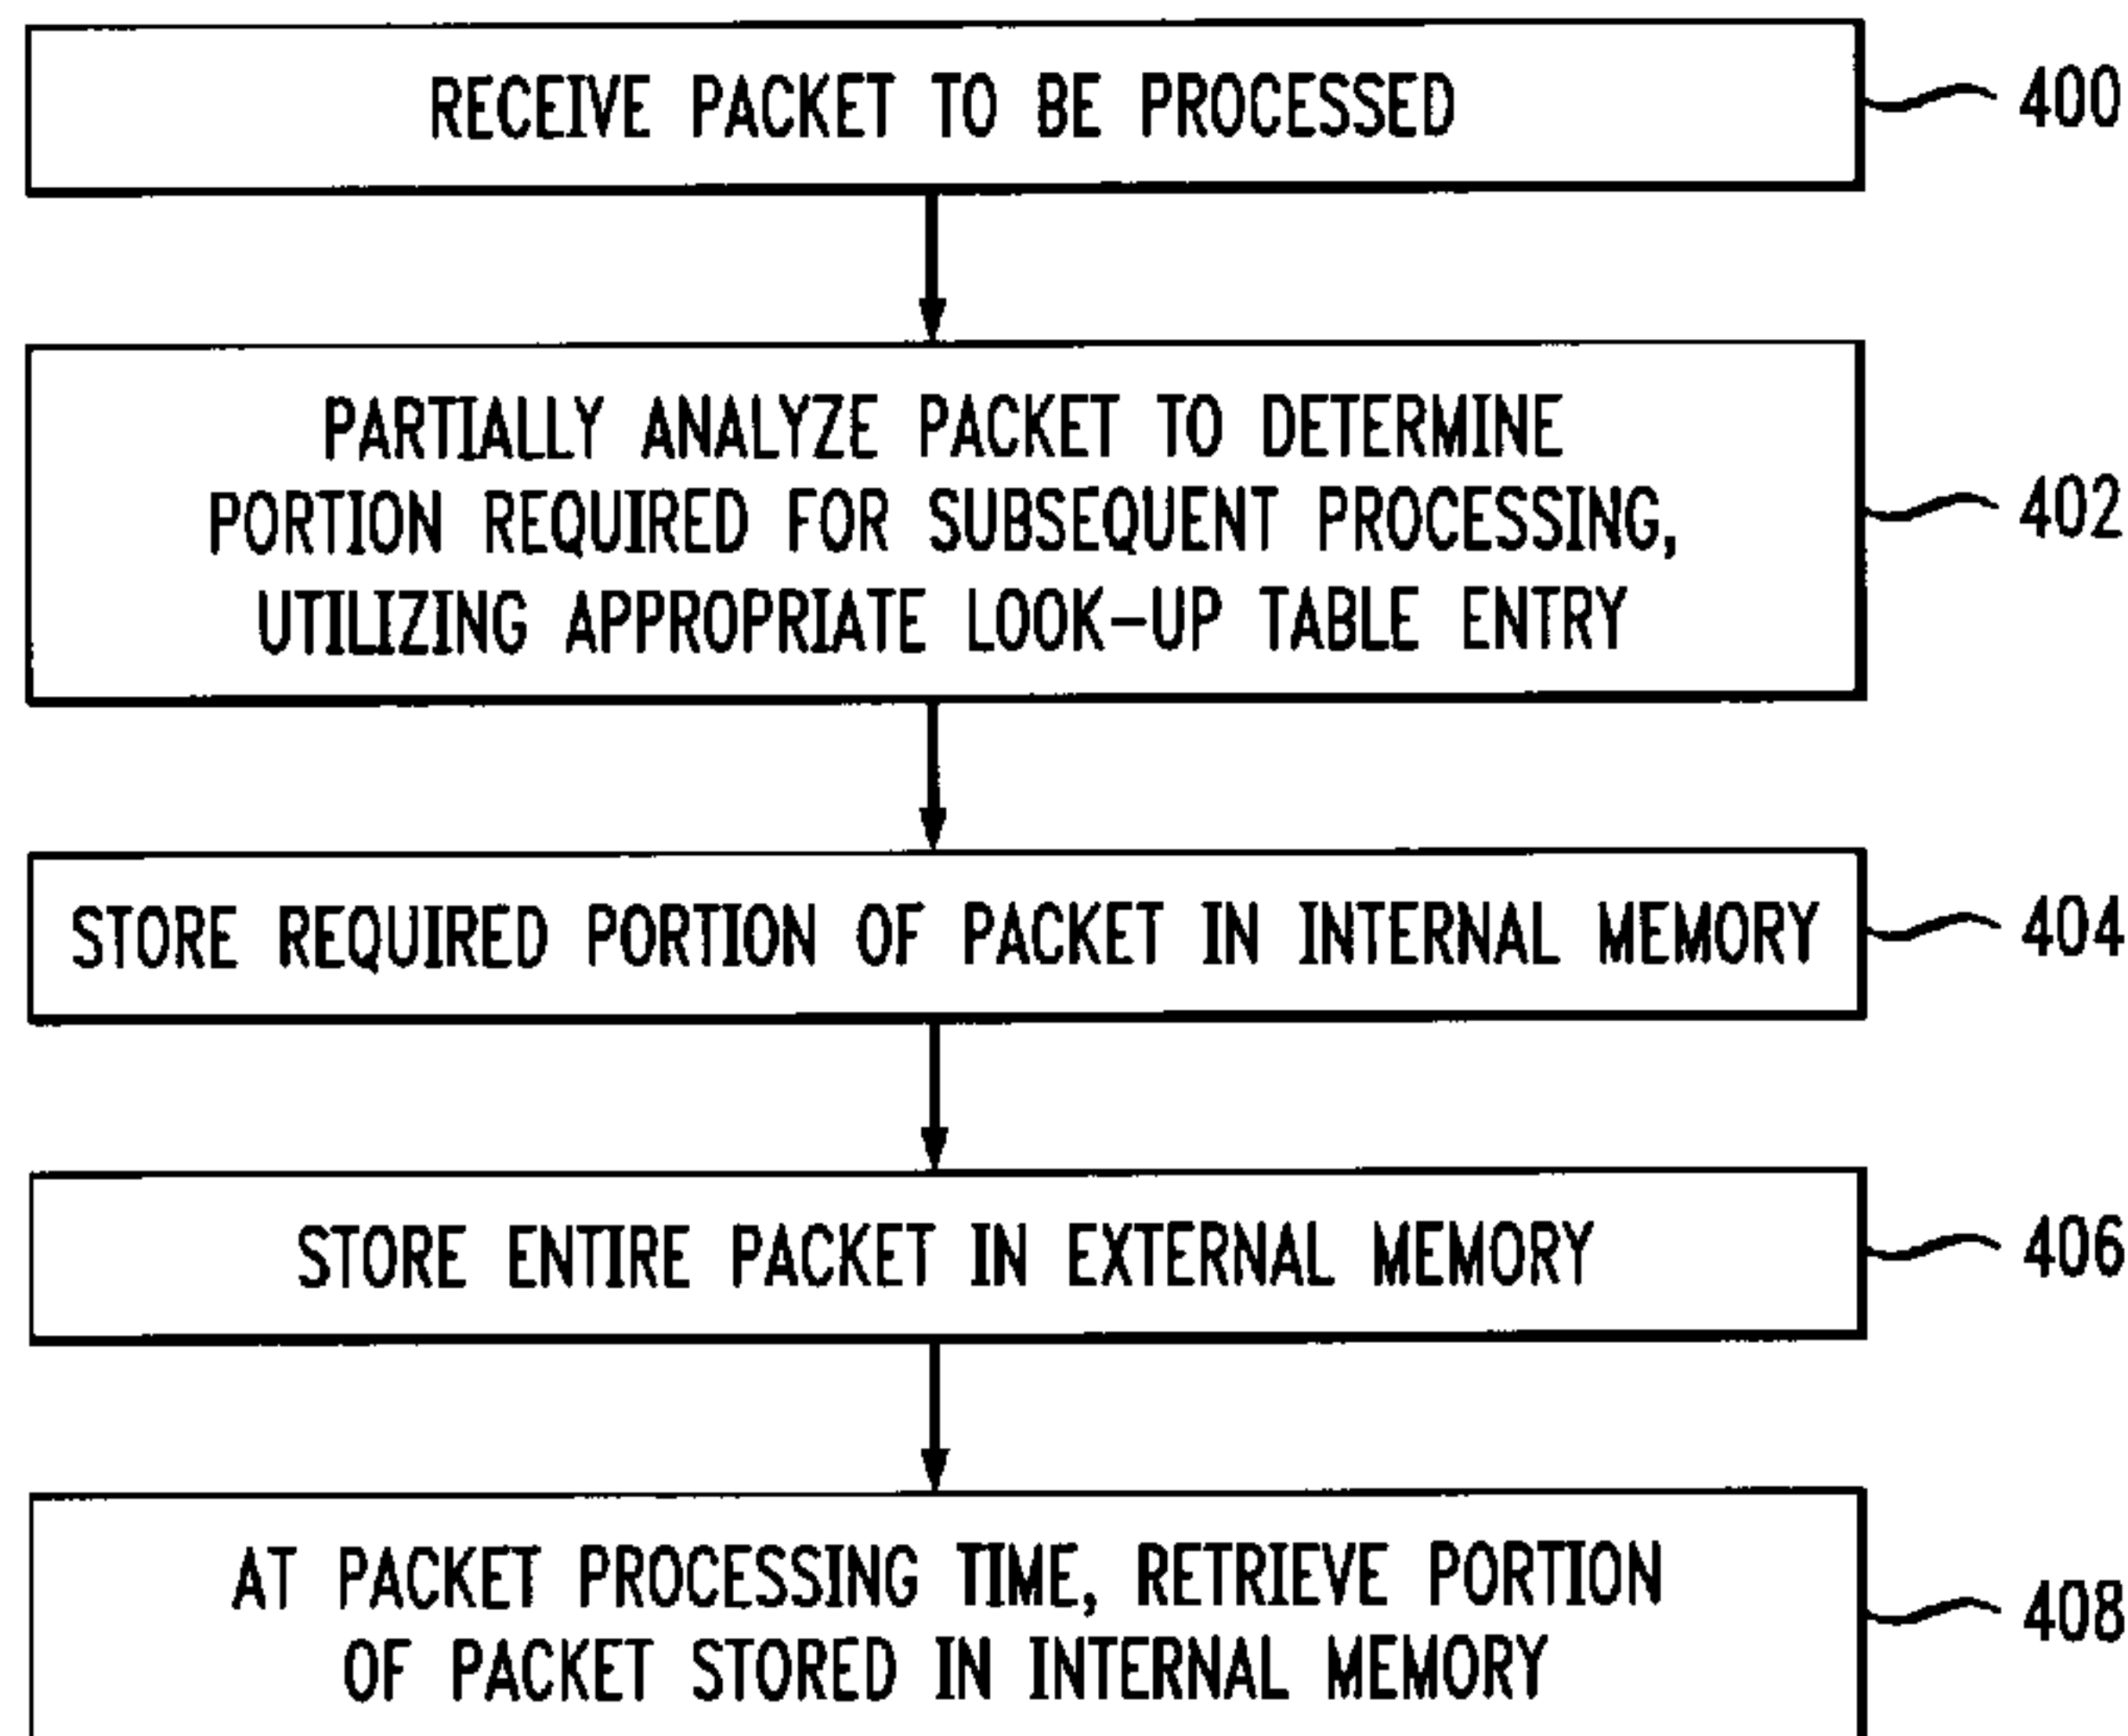 RECEIVE PACKET TO BE PROCESSED
400
PARTIALLY ANALYZE PACKET TO DETERMINE
PORTION REQUIRED FOR SUBSEQUENT PROCESSING,
UTILIZING APPROPRIATE LOOK-UP TABLE ENTRY
402
STORE REQUIRED PORTION OF PACKET IN INTERNAL MEMORY
404
STORE ENTIRE PACKET IN EXTERNAL MEMORY
406
AT PACKET PROCESSING TIME, RETRIEVE PORTION
OF PACKET STORED IN INTERNAL MEMORY
408